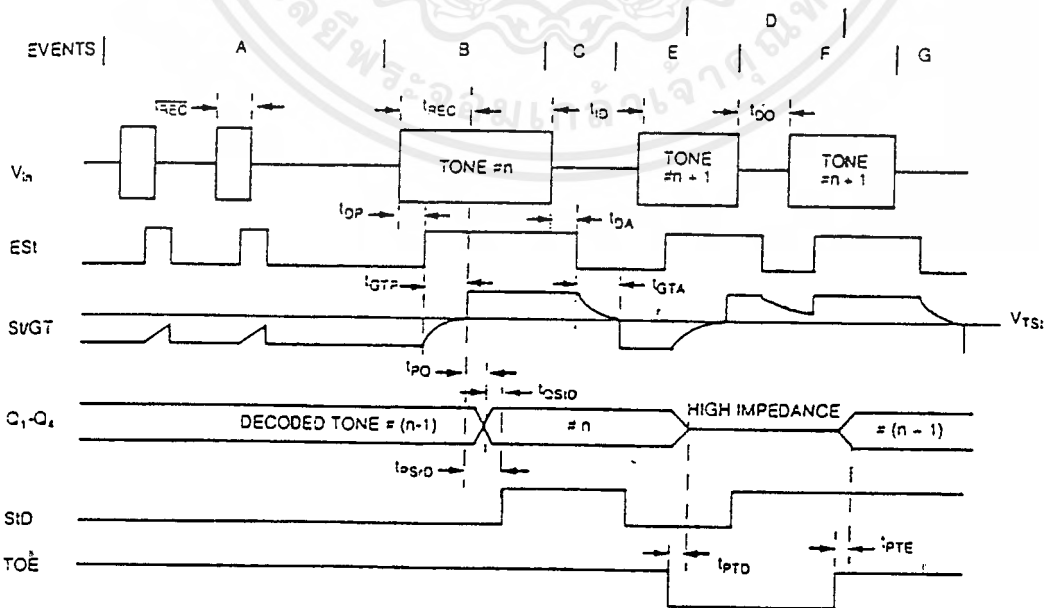 EVENTS | A | B | C | E | D | F | G
tREC
tREC
tID
tDO
Vin
TONE =n
TONE
=n + 1
TONE
=n + 1
tDP
tDA
ESt
tGTP
tGTA
St/GT
VTSt
tPQ
tQStD
Q1-Q4
DECODED TONE = (n-1)
= n
HIGH IMPEDANCE
= (n + 1)
tPStD
StD
tPTD
tPTE
TOE